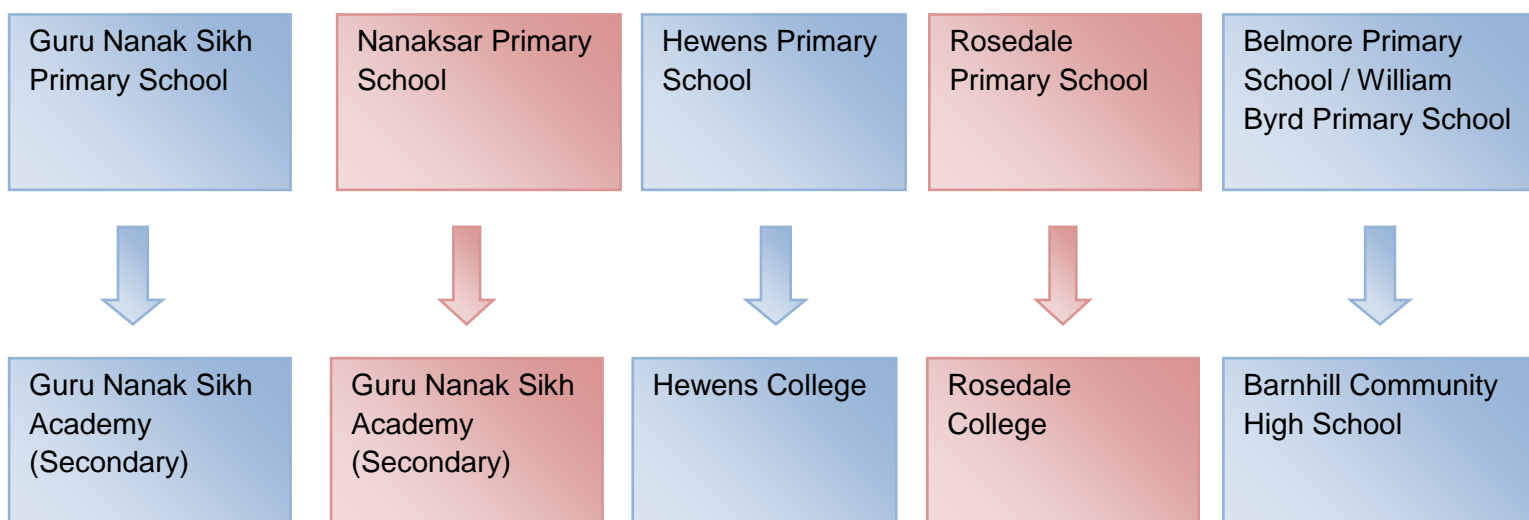 Guru Nanak Sikh
Primary School
Nanaksar Primary
School
Hewens Primary
School
Rosedale
Primary School
Belmore Primary
School / William
Byrd Primary School
Guru Nanak Sikh
Academy
(Secondary)
Guru Nanak Sikh
Academy
(Secondary)
Hewens College
Rosedale
College
Barnhill Community
High School